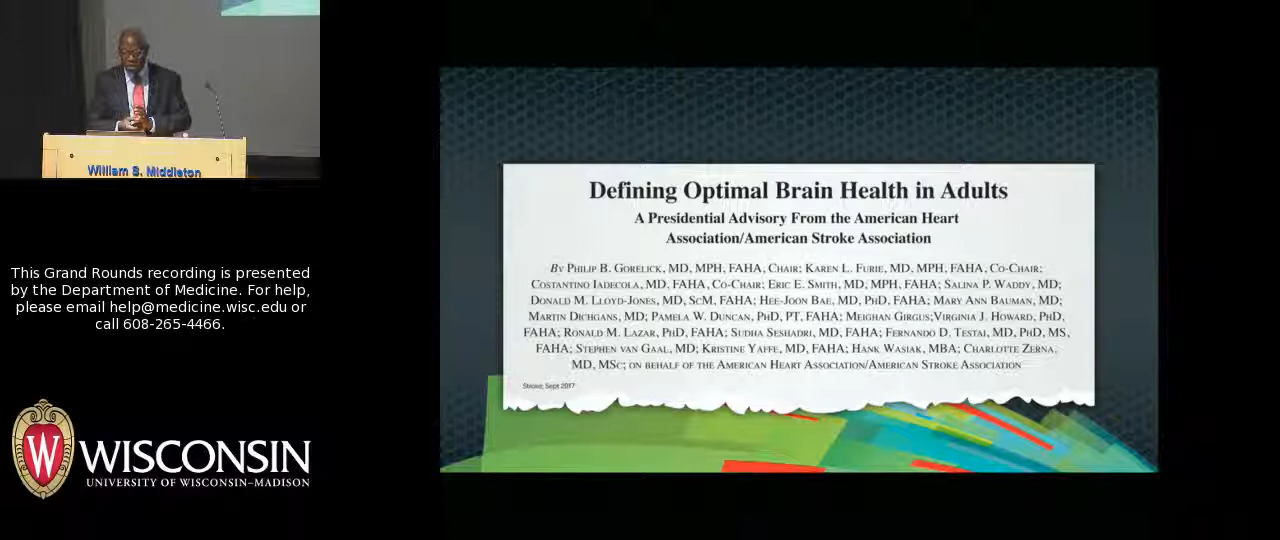 William S. Middleton
This Grand Rounds recording is presented
by the Department of Medicine. For help,
please email help@medicine.wisc.edu or
call 608-265-4466.
W
WISCONSIN
UNIVERSITY OF WISCONSIN–MADISON
Defining Optimal Brain Health in Adults
A Presidential Advisory From the American Heart
Association/American Stroke Association
By Philip B. Gorelick, MD, MPH, FAHA, Chair; Karen L. Furie, MD, MPH, FAHA, Co-Chair;
Costantino Iadecola, MD, FAHA, Co-Chair; Eric E. Smith, MD, MPH, FAHA; Salina P. Waddy, MD;
Donald M. Lloyd-Jones, MD, ScM, FAHA; Hee-Joon Bae, MD, PhD, FAHA; Mary Ann Bauman, MD;
Martin Dichgans, MD; Pamela W. Duncan, PhD, PT, FAHA; Meighan Girgus;Virginia J. Howard, PhD,
FAHA; Ronald M. Lazar, PhD, FAHA; Sudha Seshadri, MD, FAHA; Fernando D. Testai, MD, PhD, MS,
FAHA; Stephen van Gaal, MD; Kristine Yaffe, MD, FAHA; Hank Wasiak, MBA; Charlotte Zerna,
MD, MSc; on behalf of the American Heart Association/American Stroke Association
Stroke; Sept 2017